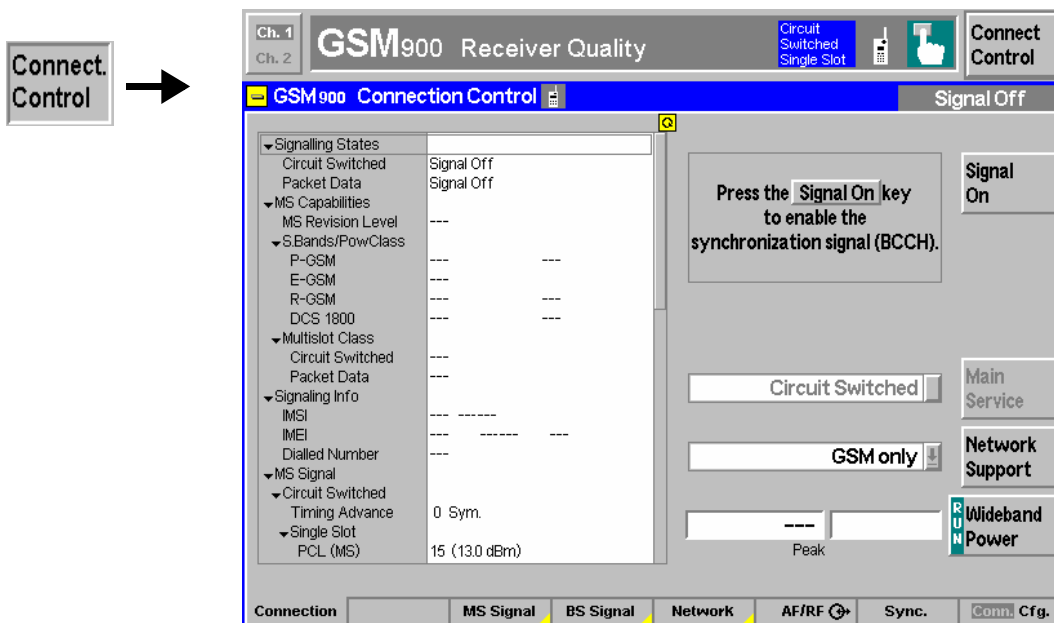 Connect.
Control
Ch. 1
Ch. 2
GSM900 Receiver Quality
Circuit
Switched
Single Slot
Connect
Control
GSM 900 Connection Control
Signal Off
Signalling States
Circuit Switched Signal Off
Packet Data Signal Off
MS Capabilities
MS Revision Level ---
S.Bands/PowClass
P-GSM --- ---
E-GSM ---
R-GSM --- ---
DCS 1800 --- ---
Multislot Class
Circuit Switched ---
Packet Data ---
Signaling Info
IMSI --- ------
IMEI --- ------ ---
Dialled Number ---
MS Signal
Circuit Switched
Timing Advance 0 Sym.
Single Slot
PCL (MS) 15 (13.0 dBm)
Press the Signal On key
to enable the
synchronization signal (BCCH).
Signal
On
Circuit Switched
Main
Service
GSM only
Network
Support
---
Peak
RUN
Wideband
Power
Connection MS Signal BS Signal Network AF/RF Sync. Conn. Cfg.